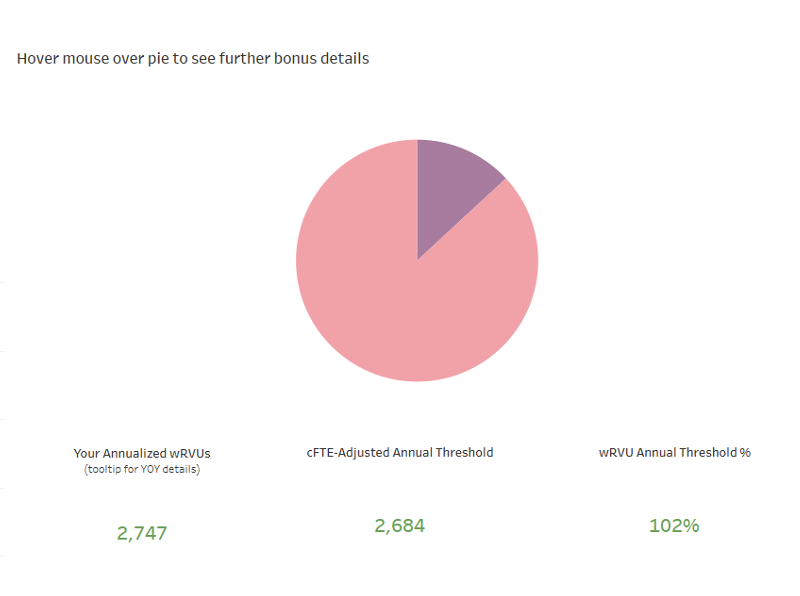 Hover mouse over pie to see further bonus details
Your Annualized wRVUs
(tooltip for YOY details)
cFTE-Adjusted Annual Threshold
wRVU Annual Threshold %
2,747
2,684
102%